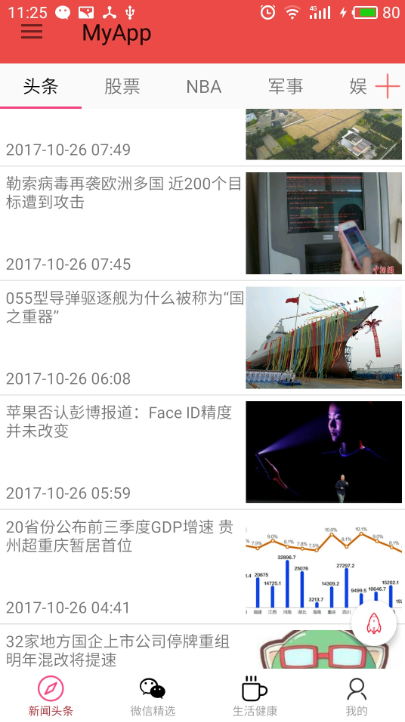 11:25
4G
80
MyApp
头条 股票 NBA 军事 娱
2017-10-26 07:49
勒索病毒再袭欧洲多国 近200个目
标遭到攻击
2017-10-26 07:45
055型导弹驱逐舰为什么被称为“国
之重器”
2017-10-26 06:08
苹果否认彭博报道：Face ID精度
并未改变
2017-10-26 05:59
20省份公布前三季度GDP增速 贵
州超重庆暂居首位
2017-10-26 04:41
32家地方国企上市公司停牌重组
明年混改将提速
新闻头条 微信精选 生活健康 我的